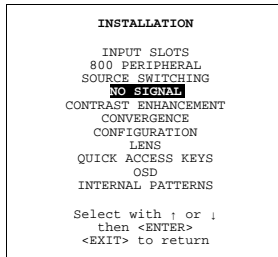 INSTALLATION
INPUT SLOTS
800 PERIPHERAL
SOURCE SWITCHING
NO SIGNAL
CONTRAST ENHANCEMENT
CONVERGENCE
CONFIGURATION
LENS
QUICK ACCESS KEYS
OSD
INTERNAL PATTERNS
Select with ↑ or ↓
then <ENTER>
<EXIT> to return